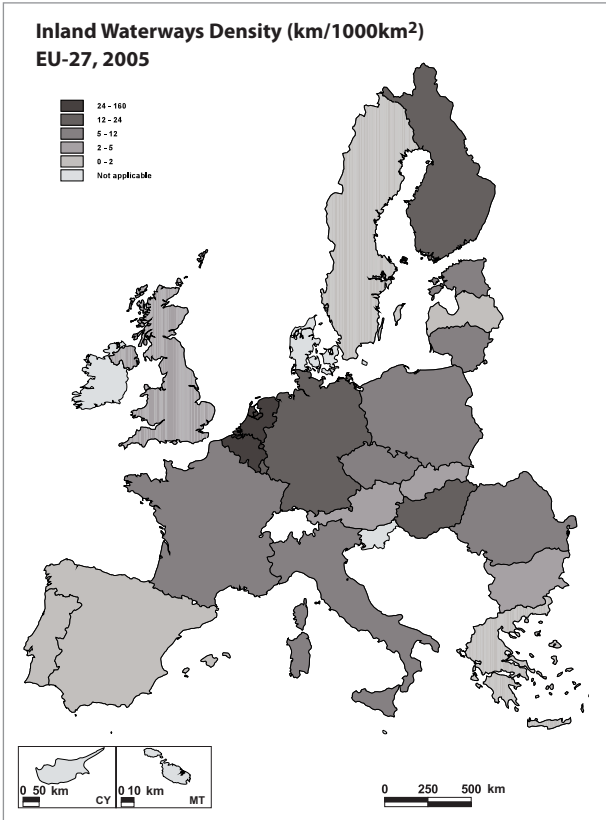 Inland Waterways Density (km/1000km²)
EU-27, 2005
24 – 160
12 – 24
5 – 12
2 – 5
0 – 2
Not applicable
0 50 km
CY
0 10 km
MT
0 250 500 km